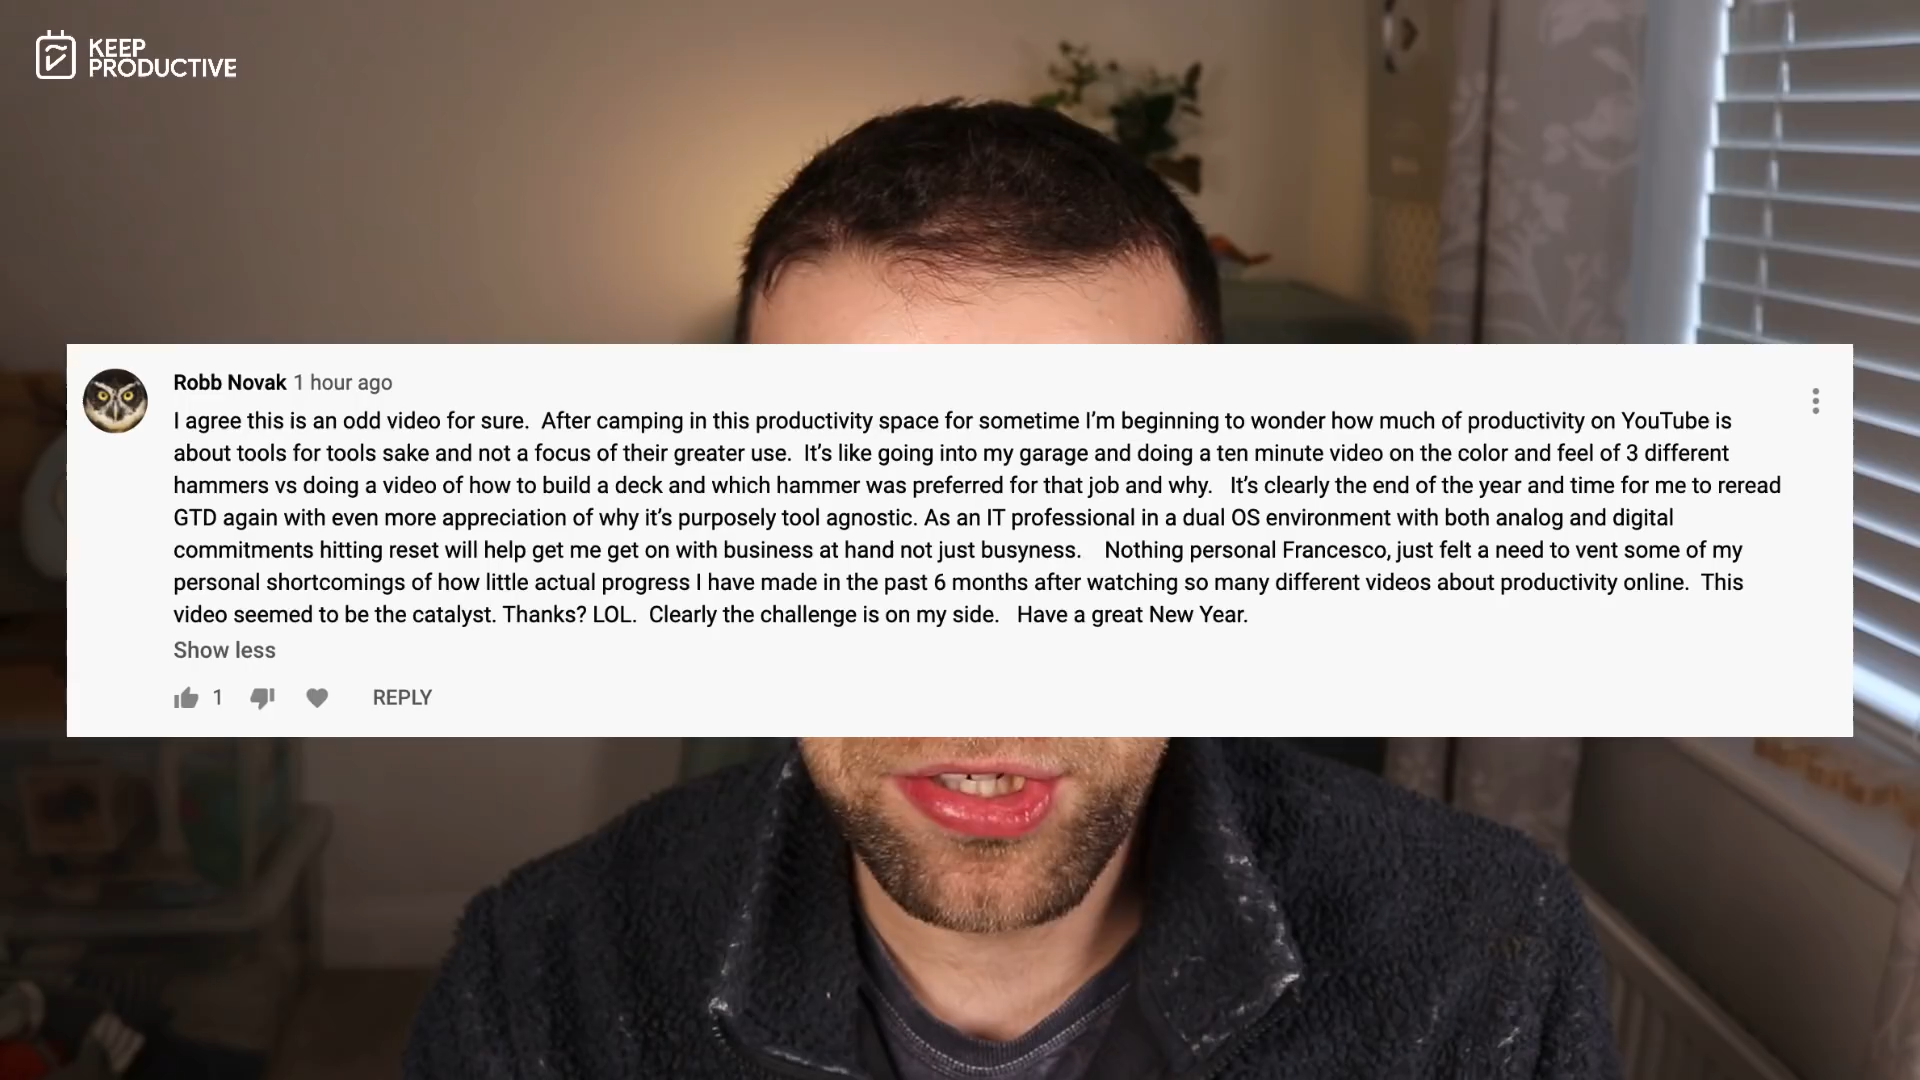 KEEP
PRODUCTIVE
Robb Novak 1 hour ago
I agree this is an odd video for sure.  After camping in this productivity space for sometime I’m beginning to wonder how much of productivity on YouTube is
about tools for tools sake and not a focus of their greater use.  It’s like going into my garage and doing a ten minute video on the color and feel of 3 different
hammers vs doing a video of how to build a deck and which hammer was preferred for that job and why.   It’s clearly the end of the year and time for me to reread
GTD again with even more appreciation of why it’s purposely tool agnostic. As an IT professional in a dual OS environment with both analog and digital
commitments hitting reset will help get me get on with business at hand not just busyness.    Nothing personal Francesco, just felt a need to vent some of my
personal shortcomings of how little actual progress I have made in the past 6 months after watching so many different videos about productivity online.  This
video seemed to be the catalyst. Thanks? LOL.  Clearly the challenge is on my side.   Have a great New Year.
Show less
1 REPLY